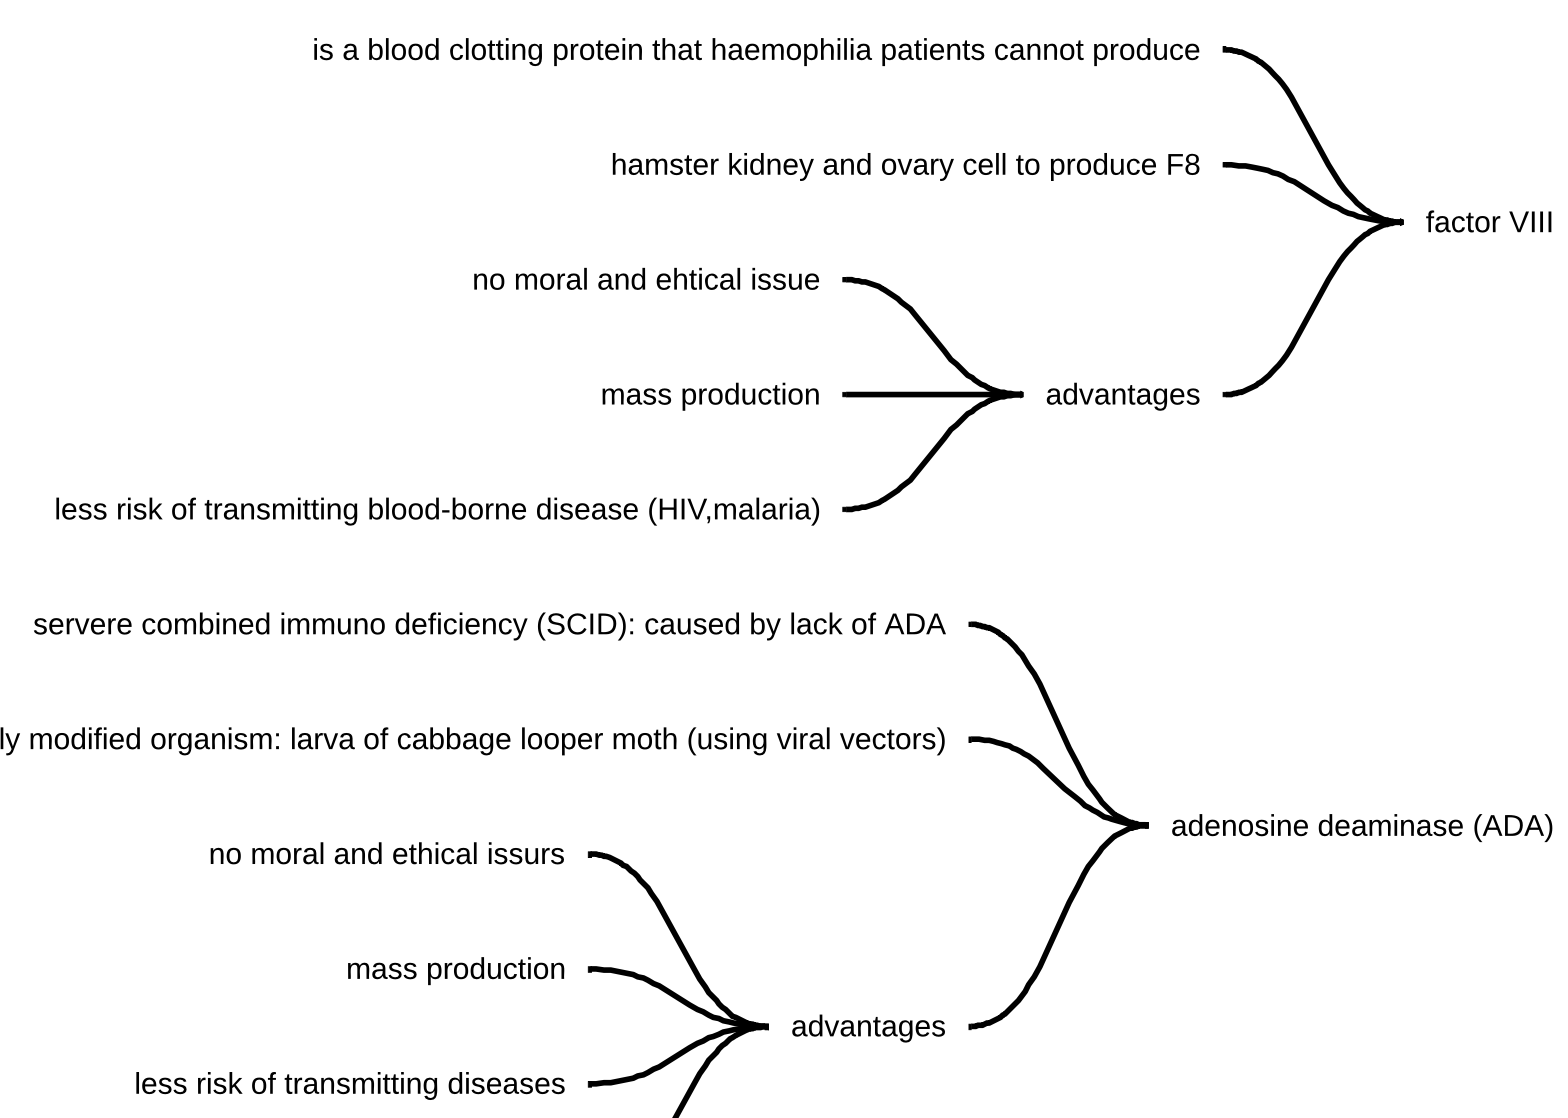 is a blood clotting protein that haemophilia patients cannot produce
hamster kidney and ovary cell to produce F8
factor VIII
no moral and ehtical issue
mass production
advantages
less risk of transmitting blood-borne disease (HIV,malaria)
servere combined immuno deficiency (SCID): caused by lack of ADA
ly modified organism: larva of cabbage looper moth (using viral vectors)
adenosine deaminase (ADA)
no moral and ethical issurs
mass production
advantages
less risk of transmitting diseases